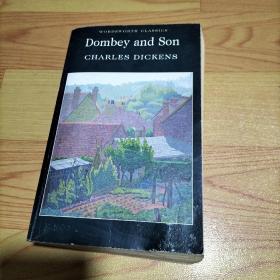 WORDSWORTH CLASSICS
Dombey and Son
CHARLES DICKENS